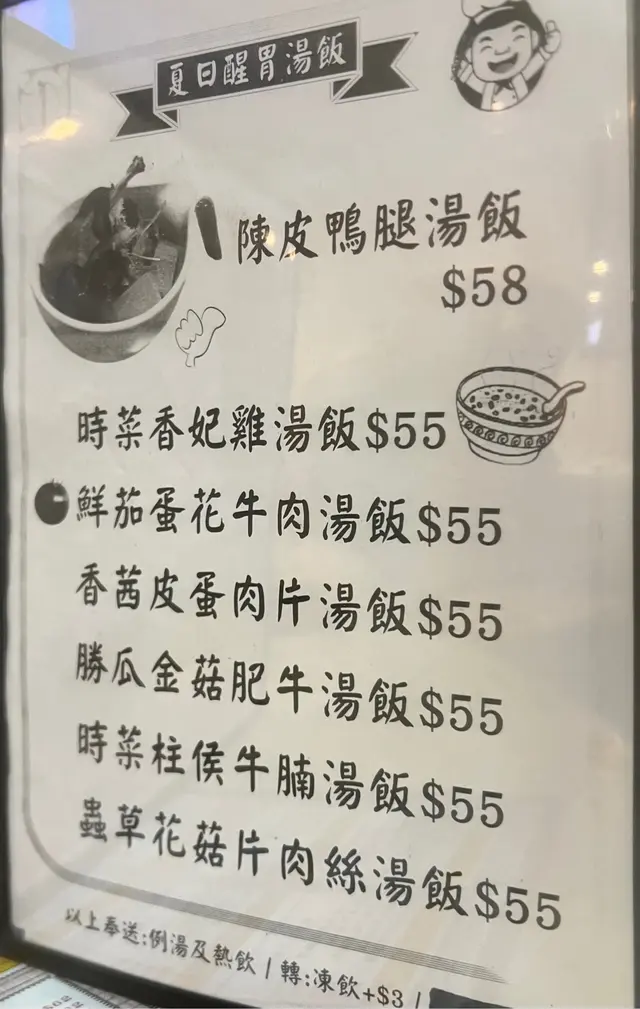 夏日醒胃湯飯
陳皮鴨腿湯飯
$58
時菜香妃雞湯飯$55
鮮茄蛋花牛肉湯飯$55
香茜皮蛋肉片湯飯$55
勝瓜金菇肥牛湯飯$55
時菜柱侯牛腩湯飯$55
蟲草花菇片肉絲湯飯$55
以上奉送:例湯及熱飲 / 轉:凍飲+$3 /